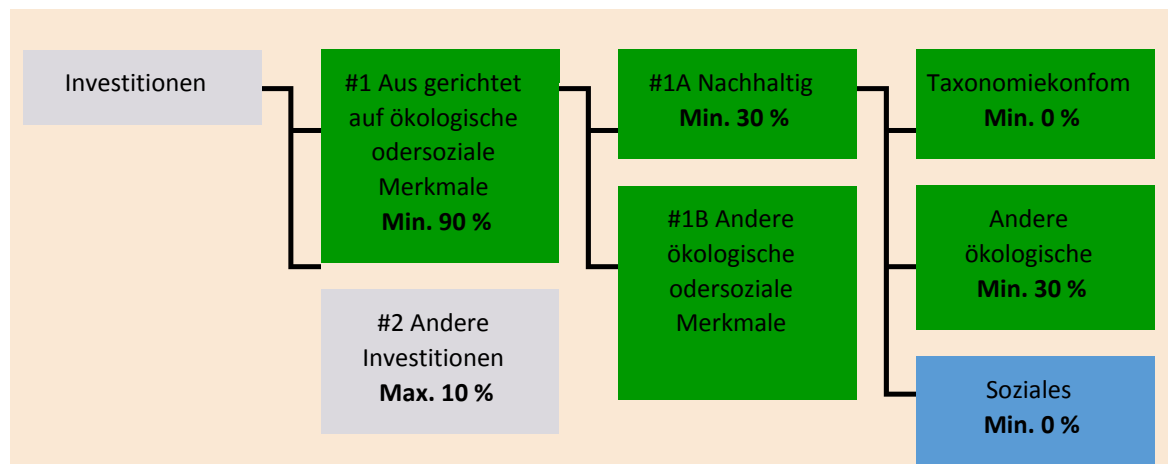 Investitionen
#1 Aus gerichtet
auf ökologische
odersoziale
Merkmale
Min. 90 %
#2 Andere
Investitionen
Max. 10 %
#1A Nachhaltig
Min. 30 %
#1B Andere
ökologische
odersoziale
Merkmale
Taxonomiekonfom
Min. 0 %
Andere
ökologische
Min. 30 %
Soziales
Min. 0 %